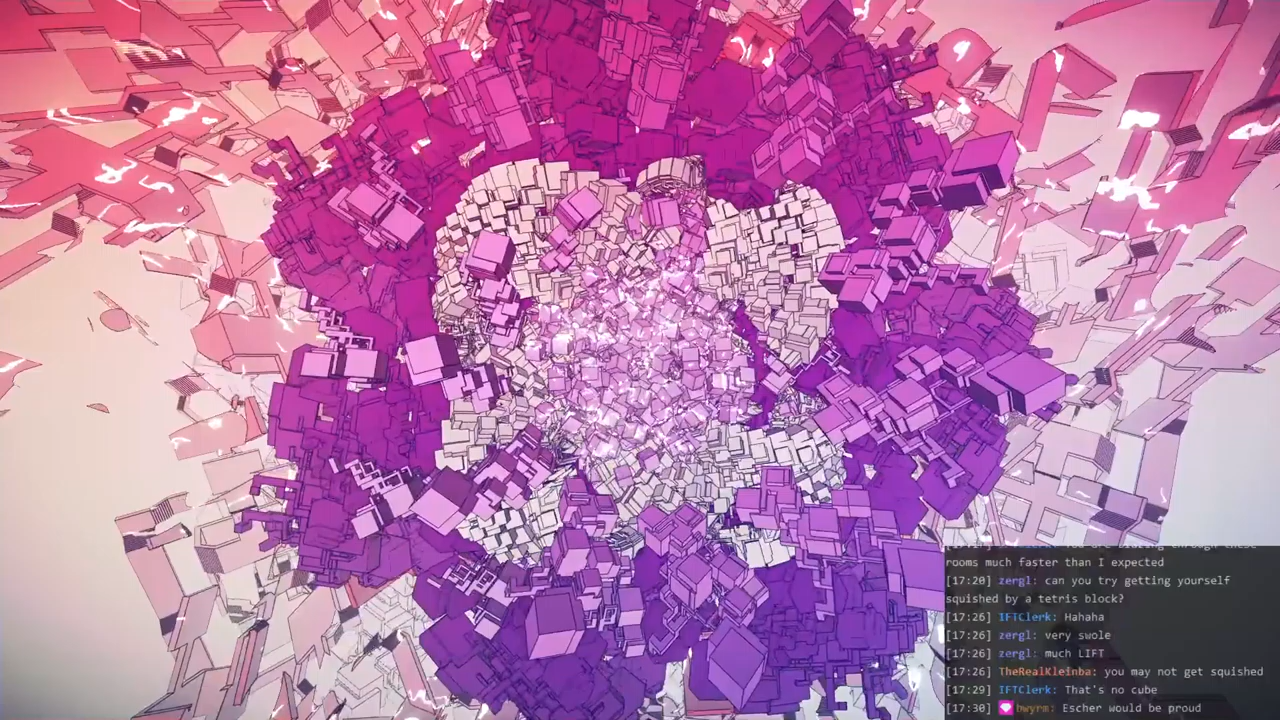 rooms much faster than I expected
[17:20] zergl: can you try getting yourself
squished by a tetris block?
[17:26] IFTClerk: Hahaha
[17:26] zergl: very swole
[17:26] zergl: much LIFT
[17:26] TheRealKleinba: you may not get squished
[17:29] IFTClerk: That's no cube
[17:30] bwyrm: Escher would be proud